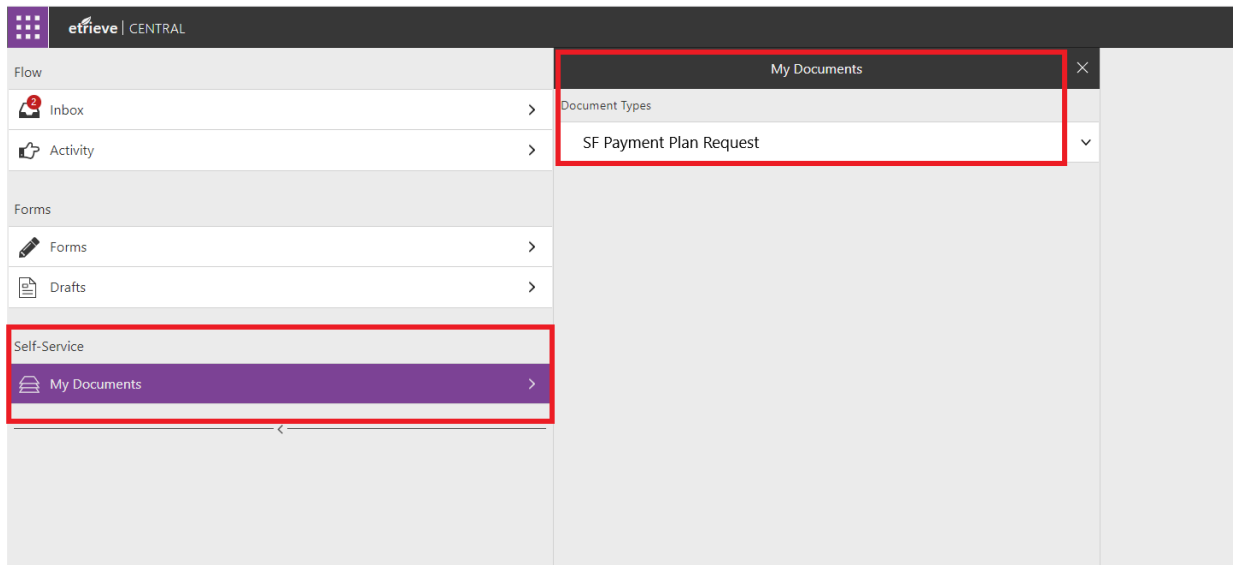 etrieve | CENTRAL
Flow
2
Inbox
Activity
Forms
Forms
Drafts
Self-Service
My Documents
My Documents
Document Types
SF Payment Plan Request